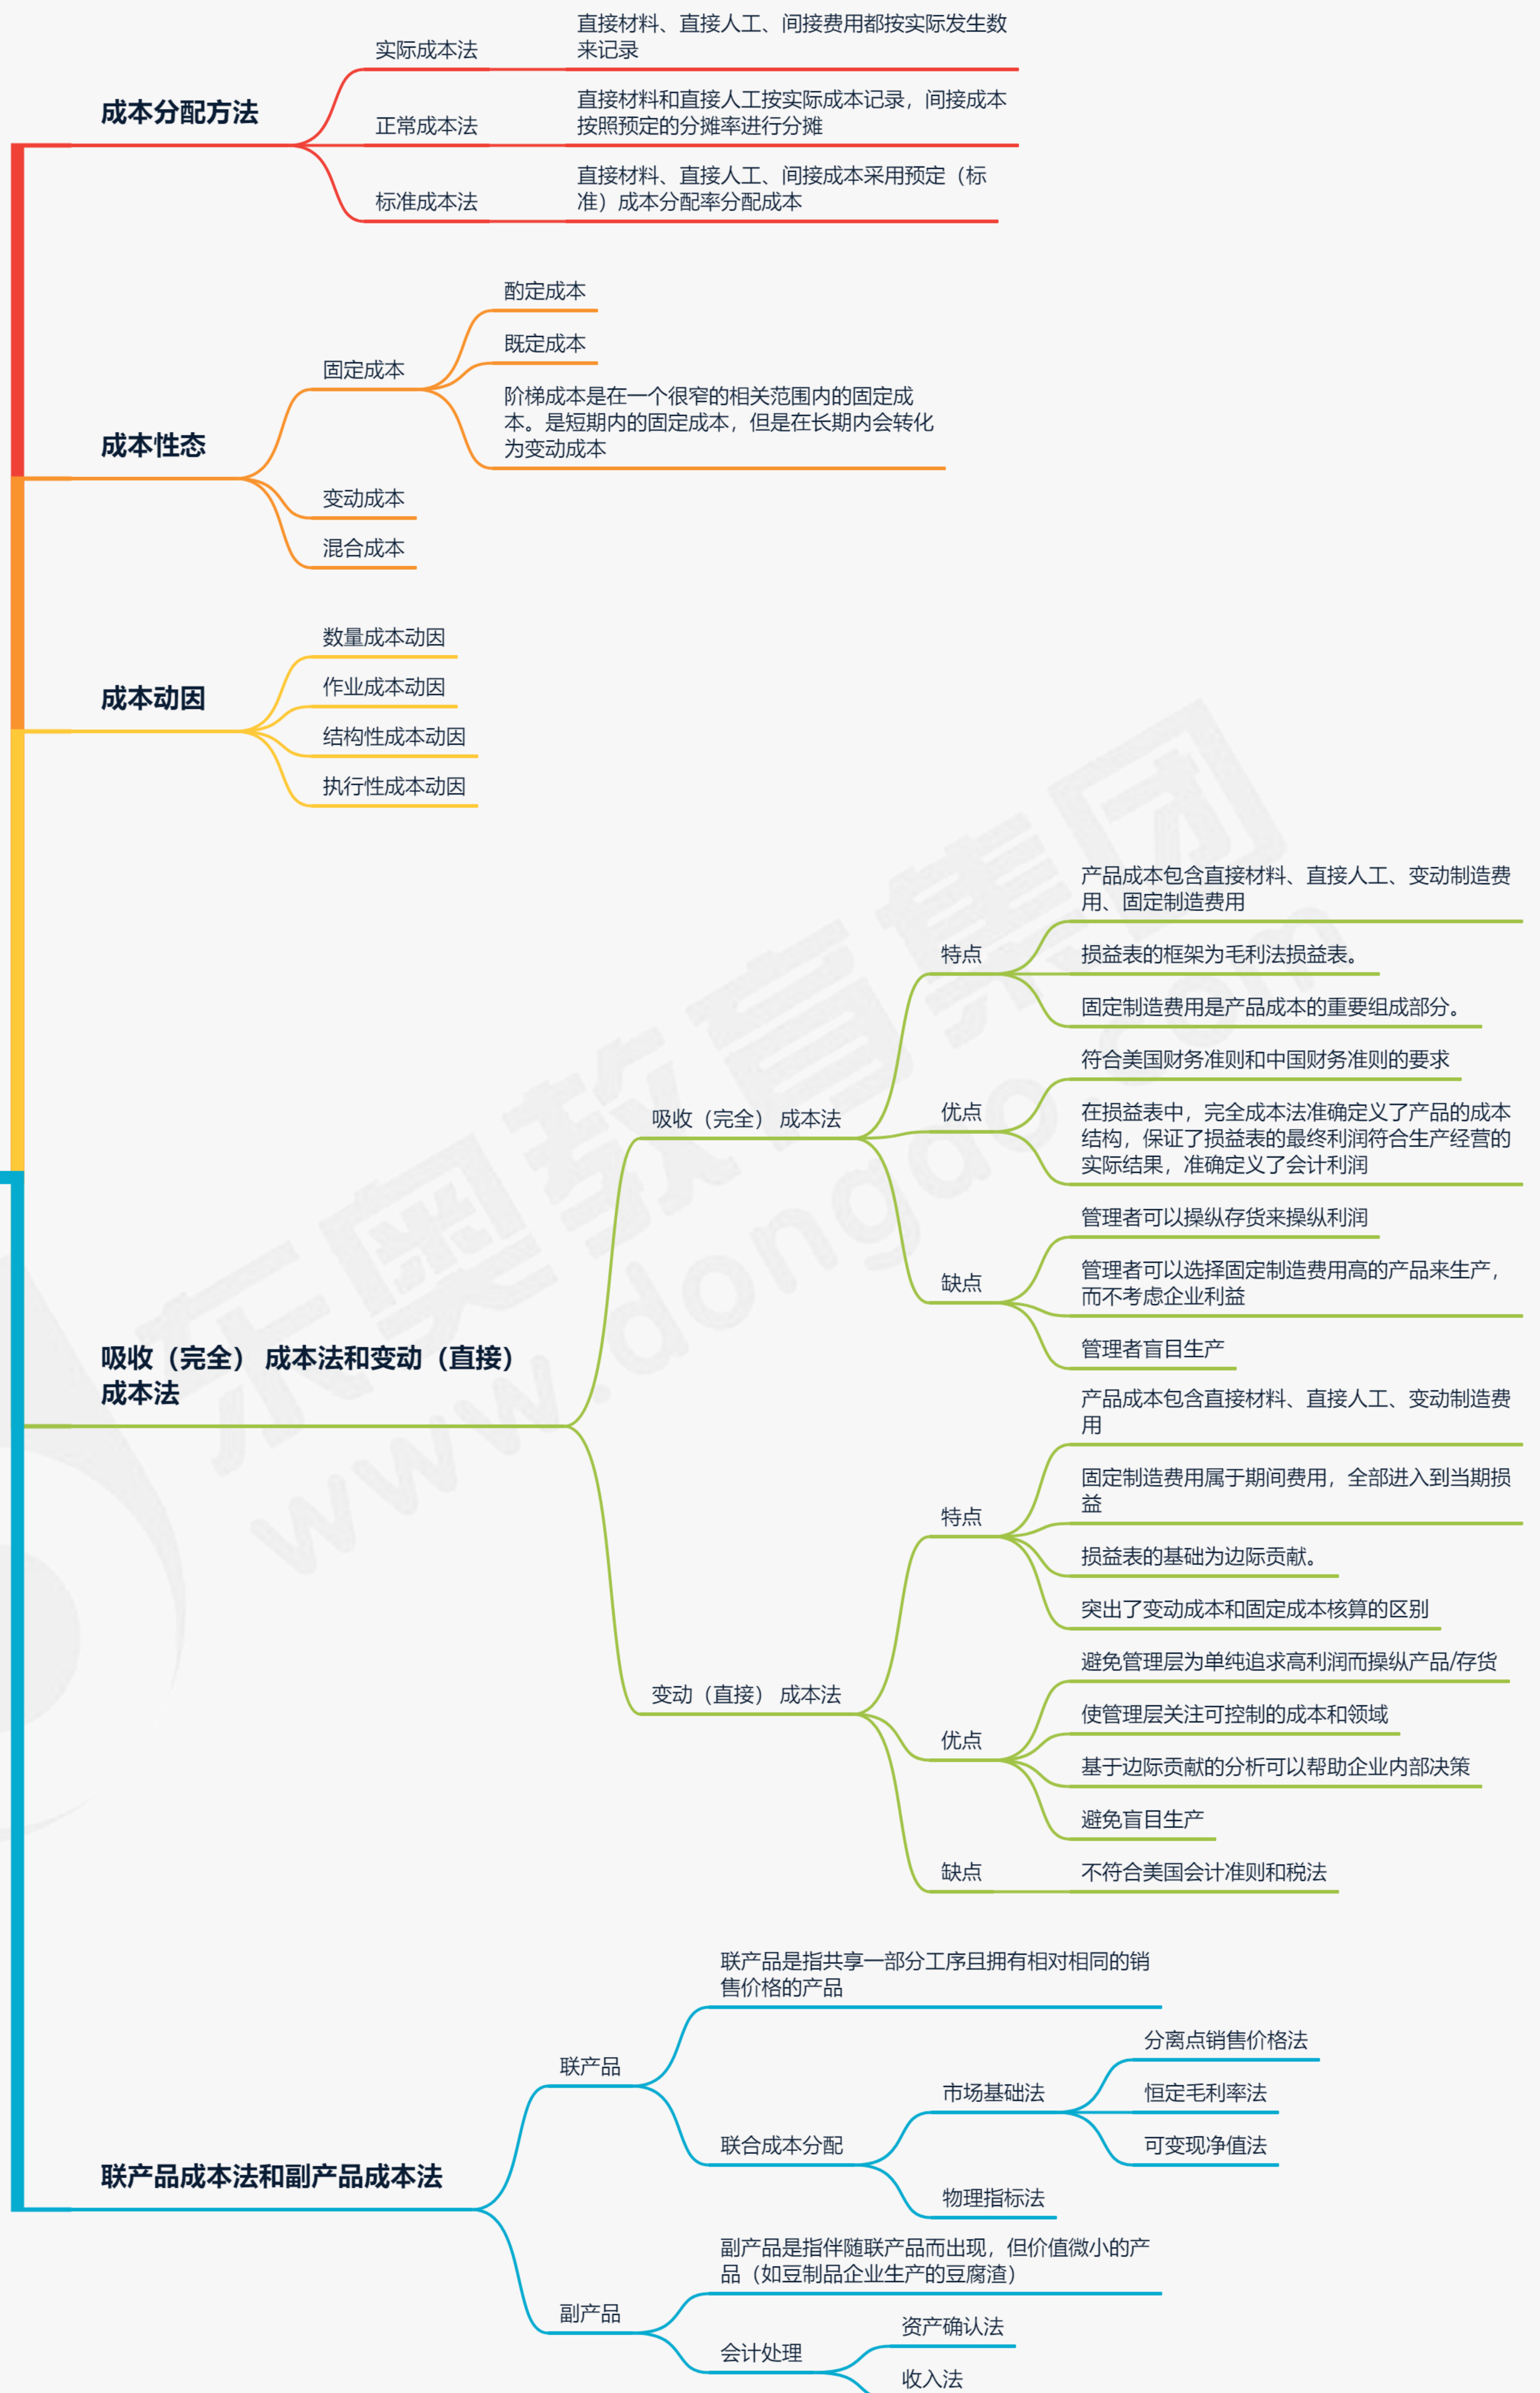 成本分配方法
实际成本法
直接材料、直接人工、间接费用都按实际发生数
来记录
正常成本法
直接材料和直接人工按实际成本记录，间接成本
按照预定的分摊率进行分摊
标准成本法
直接材料、直接人工、间接成本采用预定（标
准）成本分配率分配成本
成本性态
固定成本
酌定成本
既定成本
阶梯成本是在一个很窄的相关范围内的固定成
本。是短期内的固定成本，但是在长期内会转化
为变动成本
变动成本
混合成本
成本动因
数量成本动因
作业成本动因
结构性成本动因
执行性成本动因
吸收（完全） 成本法和变动（直接）
成本法
吸收（完全） 成本法
特点
产品成本包含直接材料、直接人工、变动制造费
用、固定制造费用
损益表的框架为毛利法损益表。
固定制造费用是产品成本的重要组成部分。
优点
符合美国财务准则和中国财务准则的要求
在损益表中，完全成本法准确定义了产品的成本
结构，保证了损益表的最终利润符合生产经营的
实际结果，准确定义了会计利润
缺点
管理者可以操纵存货来操纵利润
管理者可以选择固定制造费用高的产品来生产，
而不考虑企业利益
管理者盲目生产
变动（直接） 成本法
特点
产品成本包含直接材料、直接人工、变动制造费
用
固定制造费用属于期间费用，全部进入到当期损
益
损益表的基础为边际贡献。
突出了变动成本和固定成本核算的区别
优点
避免管理层为单纯追求高利润而操纵产品/存货
使管理层关注可控制的成本和领域
基于边际贡献的分析可以帮助企业内部决策
避免盲目生产
缺点
不符合美国会计准则和税法
联产品成本法和副产品成本法
联产品
联产品是指共享一部分工序且拥有相对相同的销
售价格的产品
联合成本分配
市场基础法
分离点销售价格法
恒定毛利率法
可变现净值法
物理指标法
副产品
副产品是指伴随联产品而出现，但价值微小的产
品（如豆制品企业生产的豆腐渣）
会计处理
资产确认法
收入法
东奥教育集团
www.dongao.com